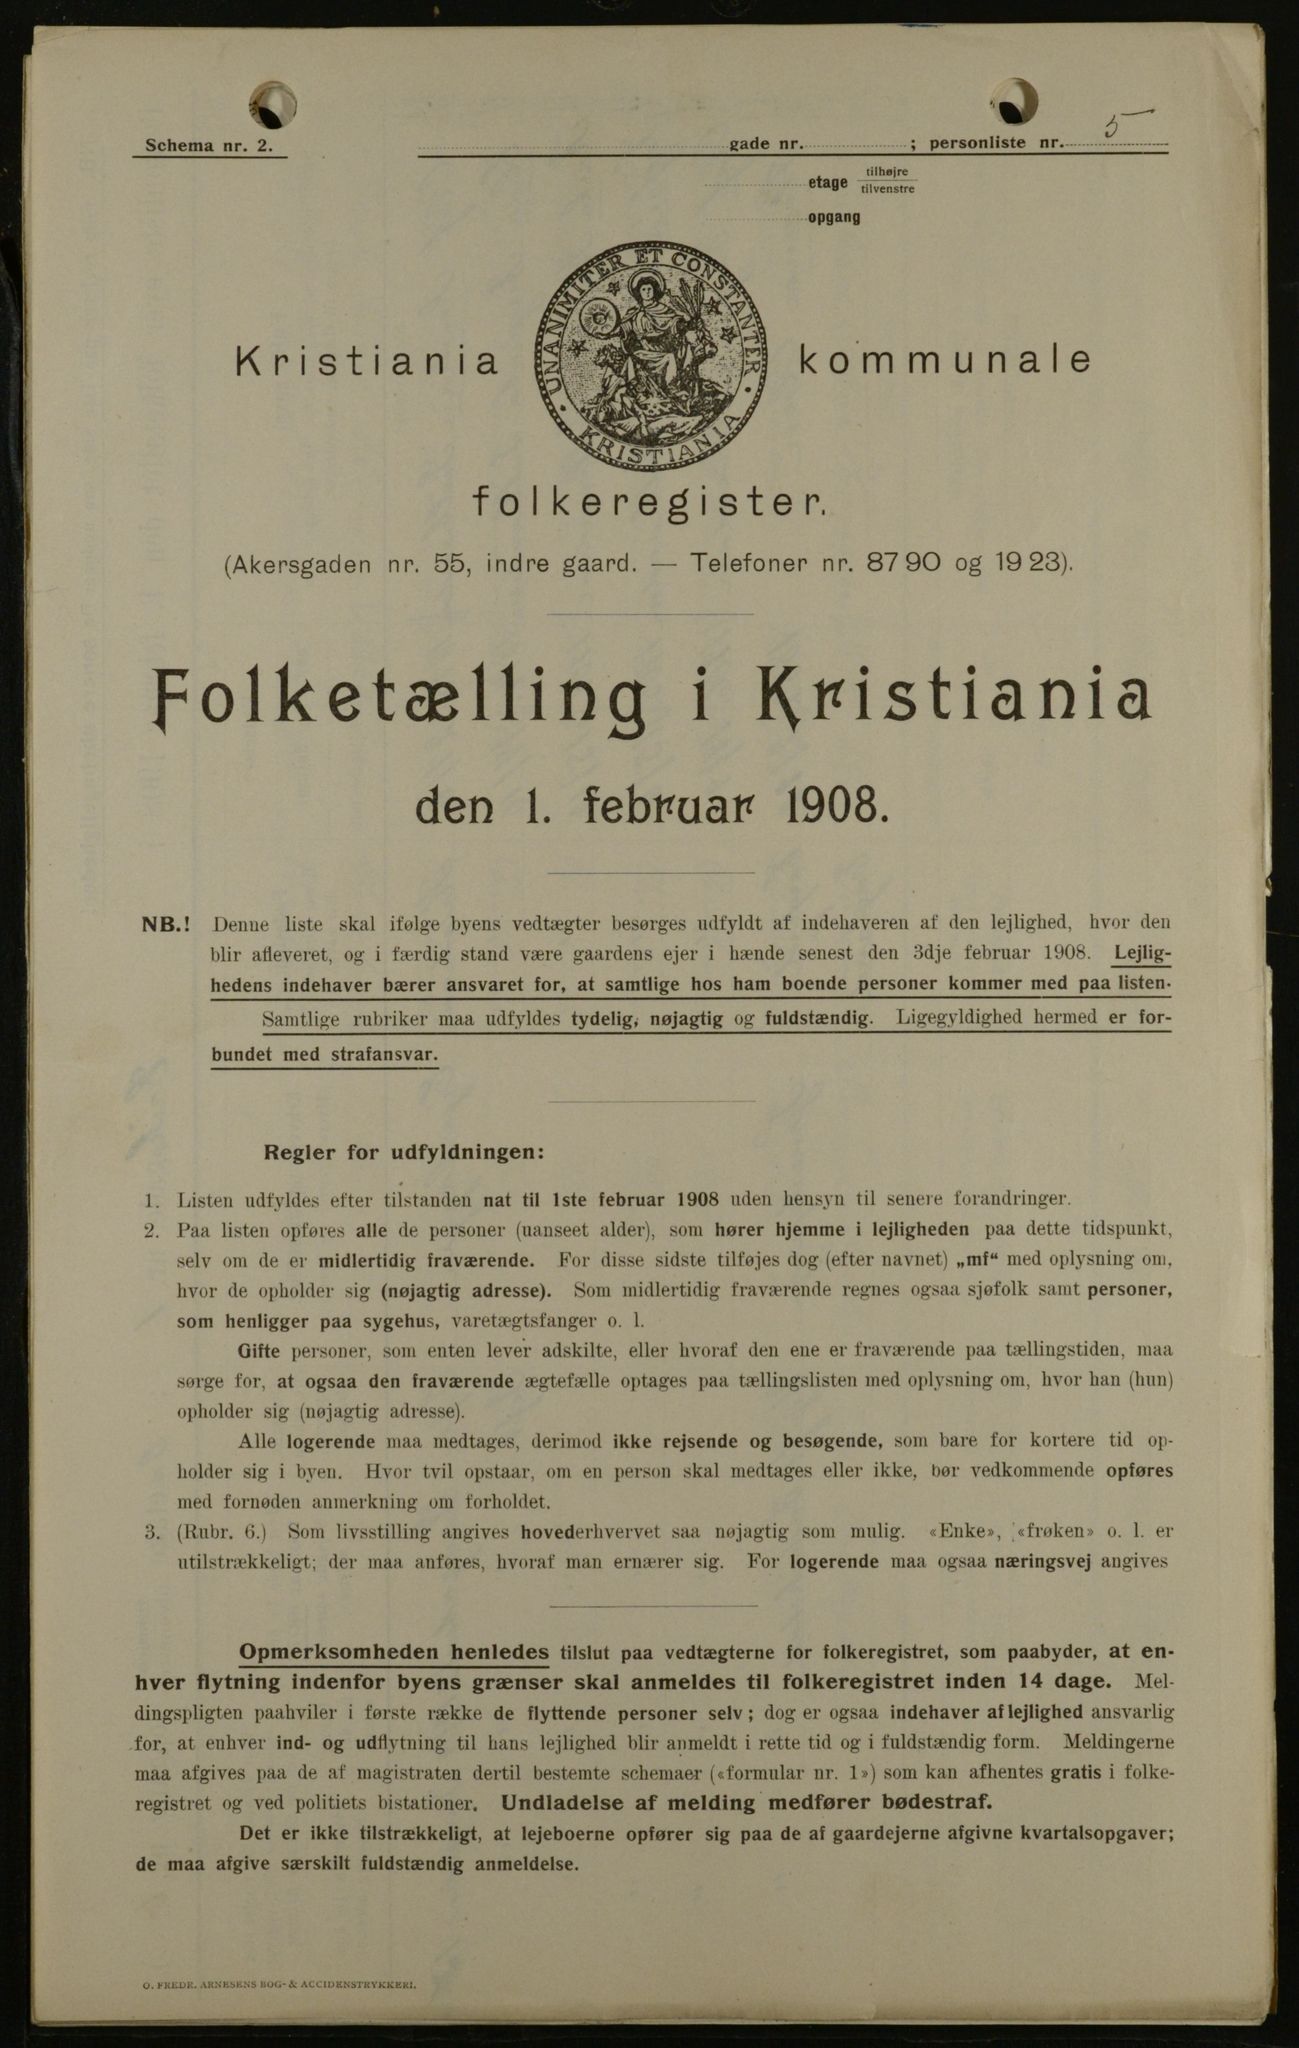 Schema nr. 2. gade nr. ; personliste nr. 5
etage tilhøjre
tilvenstre
opgang
UNANIMITER ET CONSTANTER
KRISTIANIA
Kristiania kommunale
folkeregister.
(Akersgaden nr. 55, indre gaard. — Telefoner nr. 87 90 og 19 23).
Folketælling i Kristiania
den 1. februar 1908.
NB.! Denne liste skal ifølge byens vedtægter besørges udfyldt af indehaveren af den lejlighed, hvor den
blir afleveret, og i færdig stand være gaardens ejer i hænde senest den 3dje februar 1908. Lejlig-
hedens indehaver bærer ansvaret for, at samtlige hos ham boende personer kommer med paa listen.
Samtlige rubriker maa udfyldes tydelig, nøjagtig og fuldstændig. Ligegyldighed hermed er for-
bundet med strafansvar.
Regler for udfyldningen:
1. Listen udfyldes efter tilstanden nat til 1ste februar 1908 uden hensyn til senere forandringer.
2. Paa listen opføres alle de personer (uanseet alder), som hører hjemme i lejligheden paa dette tidspunkt,
selv om de er midlertidig fraværende. For disse sidste tilføjes dog (efter navnet) „mf“ med oplysning om,
hvor de opholder sig (nøjagtig adresse). Som midlertidig fraværende regnes ogsaa sjøfolk samt personer,
som henligger paa sygehus, varetægtsfanger o. l.
Gifte personer, som enten lever adskilte, eller hvoraf den ene er fraværende paa tællingstiden, maa
sørge for, at ogsaa den fraværende ægtefælle optages paa tællingslisten med oplysning om, hvor han (hun)
opholder sig (nøjagtig adresse).
Alle logerende maa medtages, derimod ikke rejsende og besøgende, som bare for kortere tid op-
holder sig i byen. Hvor tvil opstaar, om en person skal medtages eller ikke, bør vedkommende opføres
med fornøden anmerkning om forholdet.
3. (Rubr. 6.) Som livsstilling angives hovederhvervet saa nøjagtig som mulig. «Enke», «frøken» o. l. er
utilstrækkeligt; der maa anføres, hvoraf man ernærer sig. For logerende maa ogsaa næringsvej angives
Opmerksomheden henledes tilslut paa vedtægterne for folkeregistret, som paabyder, at en-
hver flytning indenfor byens grænser skal anmeldes til folkeregistret inden 14 dage. Mel-
dingspligten paahviler i første række de flyttende personer selv; dog er ogsaa indehaver af lejlighed ansvarlig
for, at enhver ind- og udflytning til hans lejlighed blir anmeldt i rette tid og i fuldstændig form. Meldingerne
maa afgives paa de af magistraten dertil bestemte schemaer («formular nr. 1») som kan afhentes gratis i folke-
registret og ved politiets bistationer. Undladelse af melding medfører bødestraf.
Det er ikke tilstrækkeligt, at lejeboerne opfører sig paa de af gaardejerne afgivne kvartalsopgaver;
de maa afgive særskilt fuldstændig anmeldelse.
O. FREDR. ARNESENS BOG- & ACCIDENSTRYKKERI.